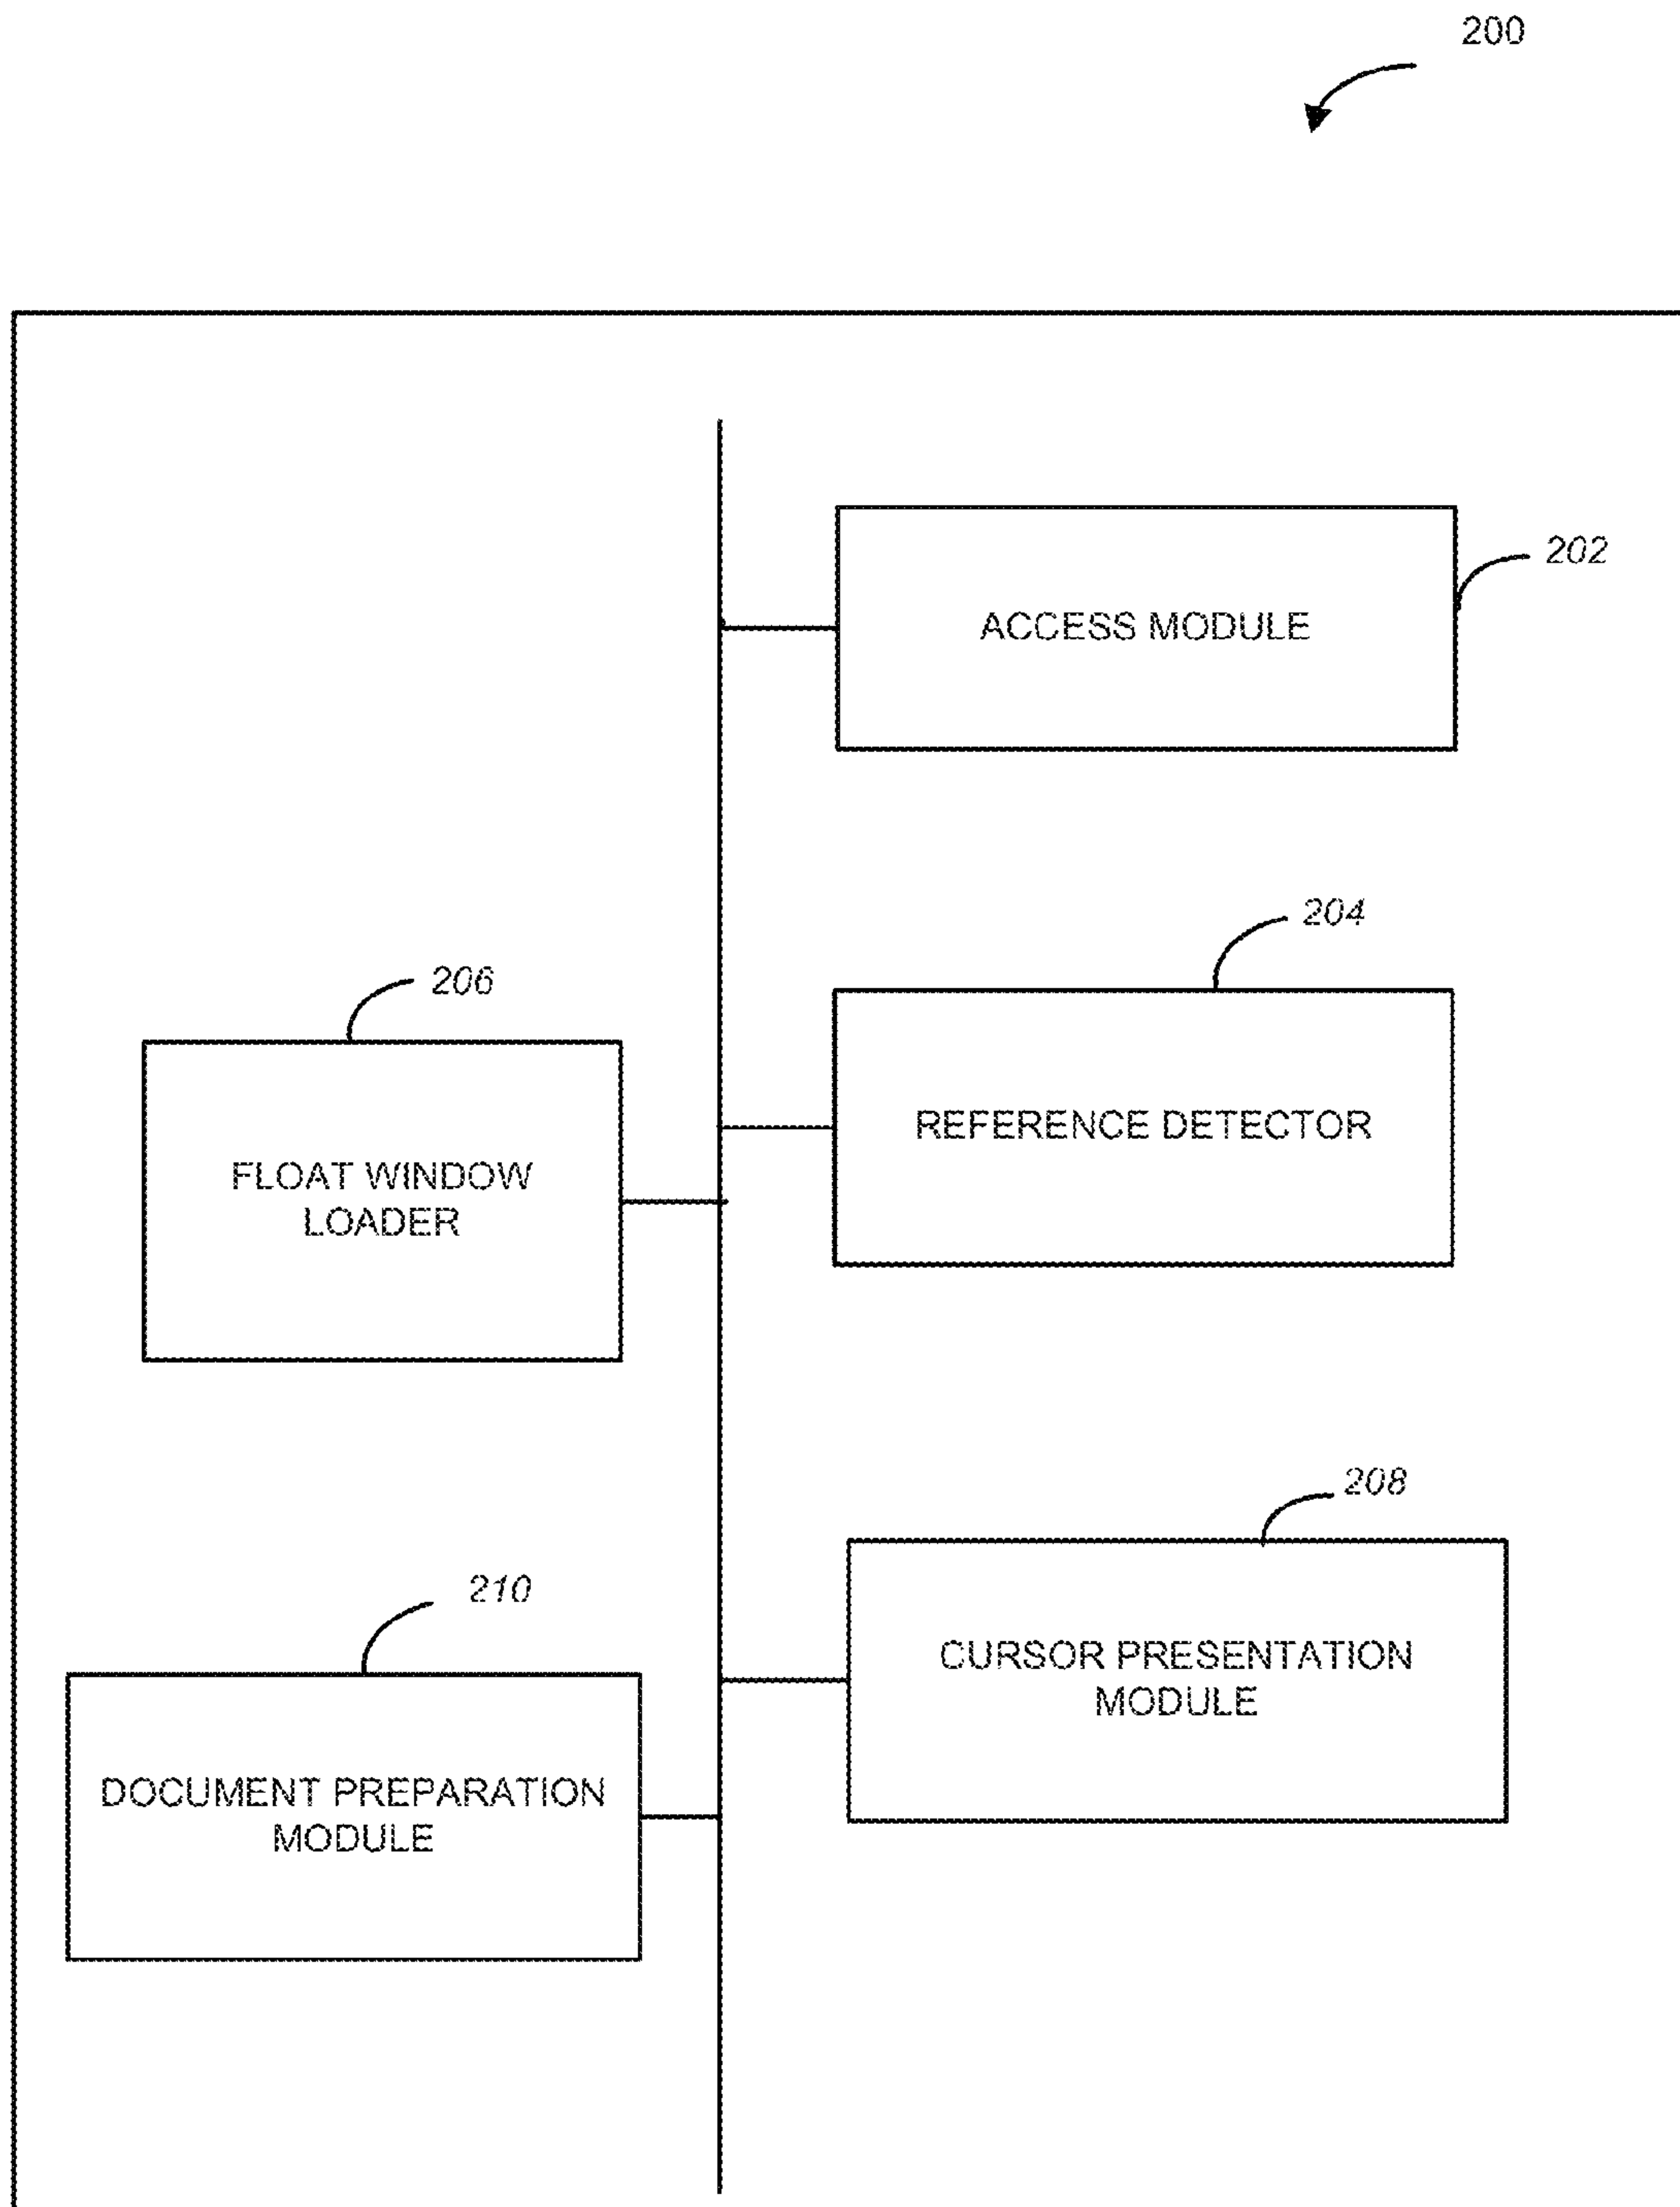 200
202
ACCESS MODULE
204
REFERENCE DETECTOR
206
FLOAT WINDOW
LOADER
208
CURSOR PRESENTATION
MODULE
210
DOCUMENT PREPARATION
MODULE